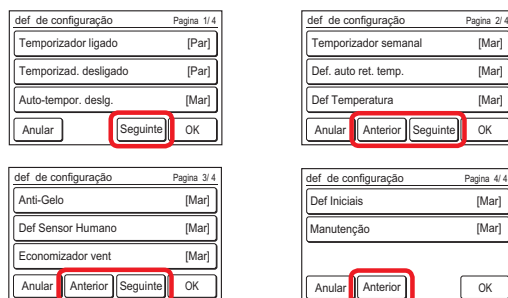 def de configuração Pagina 1/ 4
Temporizador ligado [Par]
Temporizad. desligado [Par]
Auto-tempor. deslg. [Mar]
Anular Seguinte OK
def de configuração Pagina 2/ 4
Temporizador semanal [Mar]
Def. auto ret. temp. [Mar]
Def Temperatura [Mar]
Anular Anterior Seguinte OK
def de configuração Pagina 3/ 4
Anti-Gelo [Mar]
Def Sensor Humano [Mar]
Economizador vent [Mar]
Anular Anterior Seguinte OK
def de configuração Pagina 4/ 4
Def Iniciais [Mar]
Manutenção [Mar]
Anular Anterior OK